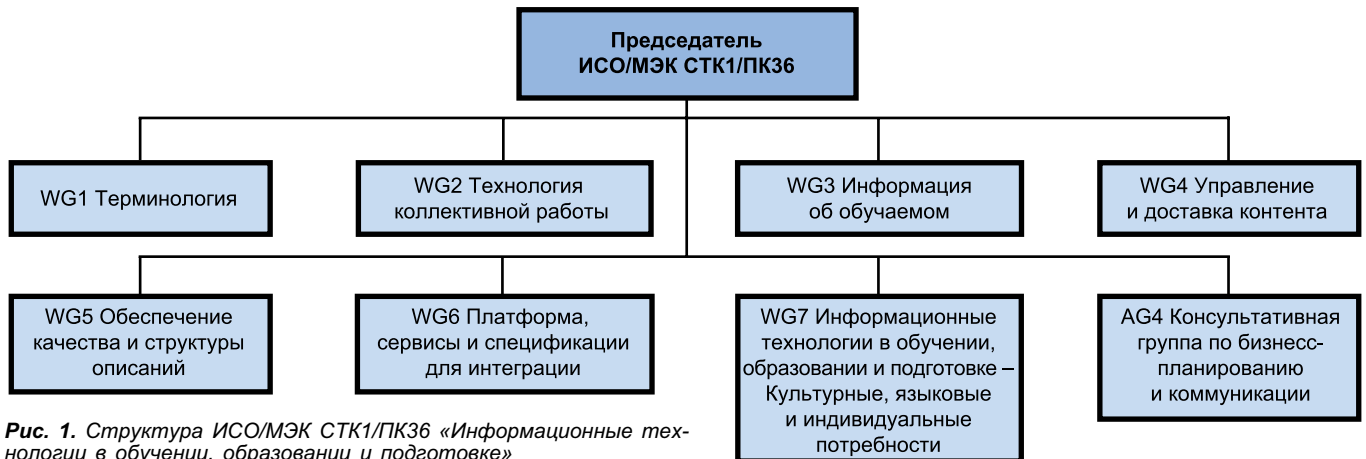 Председатель
ИСО/МЭК СТК1/ПК36
WG1 Терминология
WG2 Технология
коллективной работы
WG3 Информация
об обучаемом
WG4 Управление
и доставка контента
WG5 Обеспечение
качества и структуры
описаний
WG6 Платформа,
сервисы и спецификации
для интеграции
WG7 Информационные
технологии в обучении,
образовании и подготовке –
Культурные, языковые
и индивидуальные
потребности
AG4 Консультативная
группа по бизнес-
планированию
и коммуникации
Рис. 1. Структура ИСО/МЭК СТК1/ПК36 «Информационные тех-
нологии в обучении, образовании и подготовке»